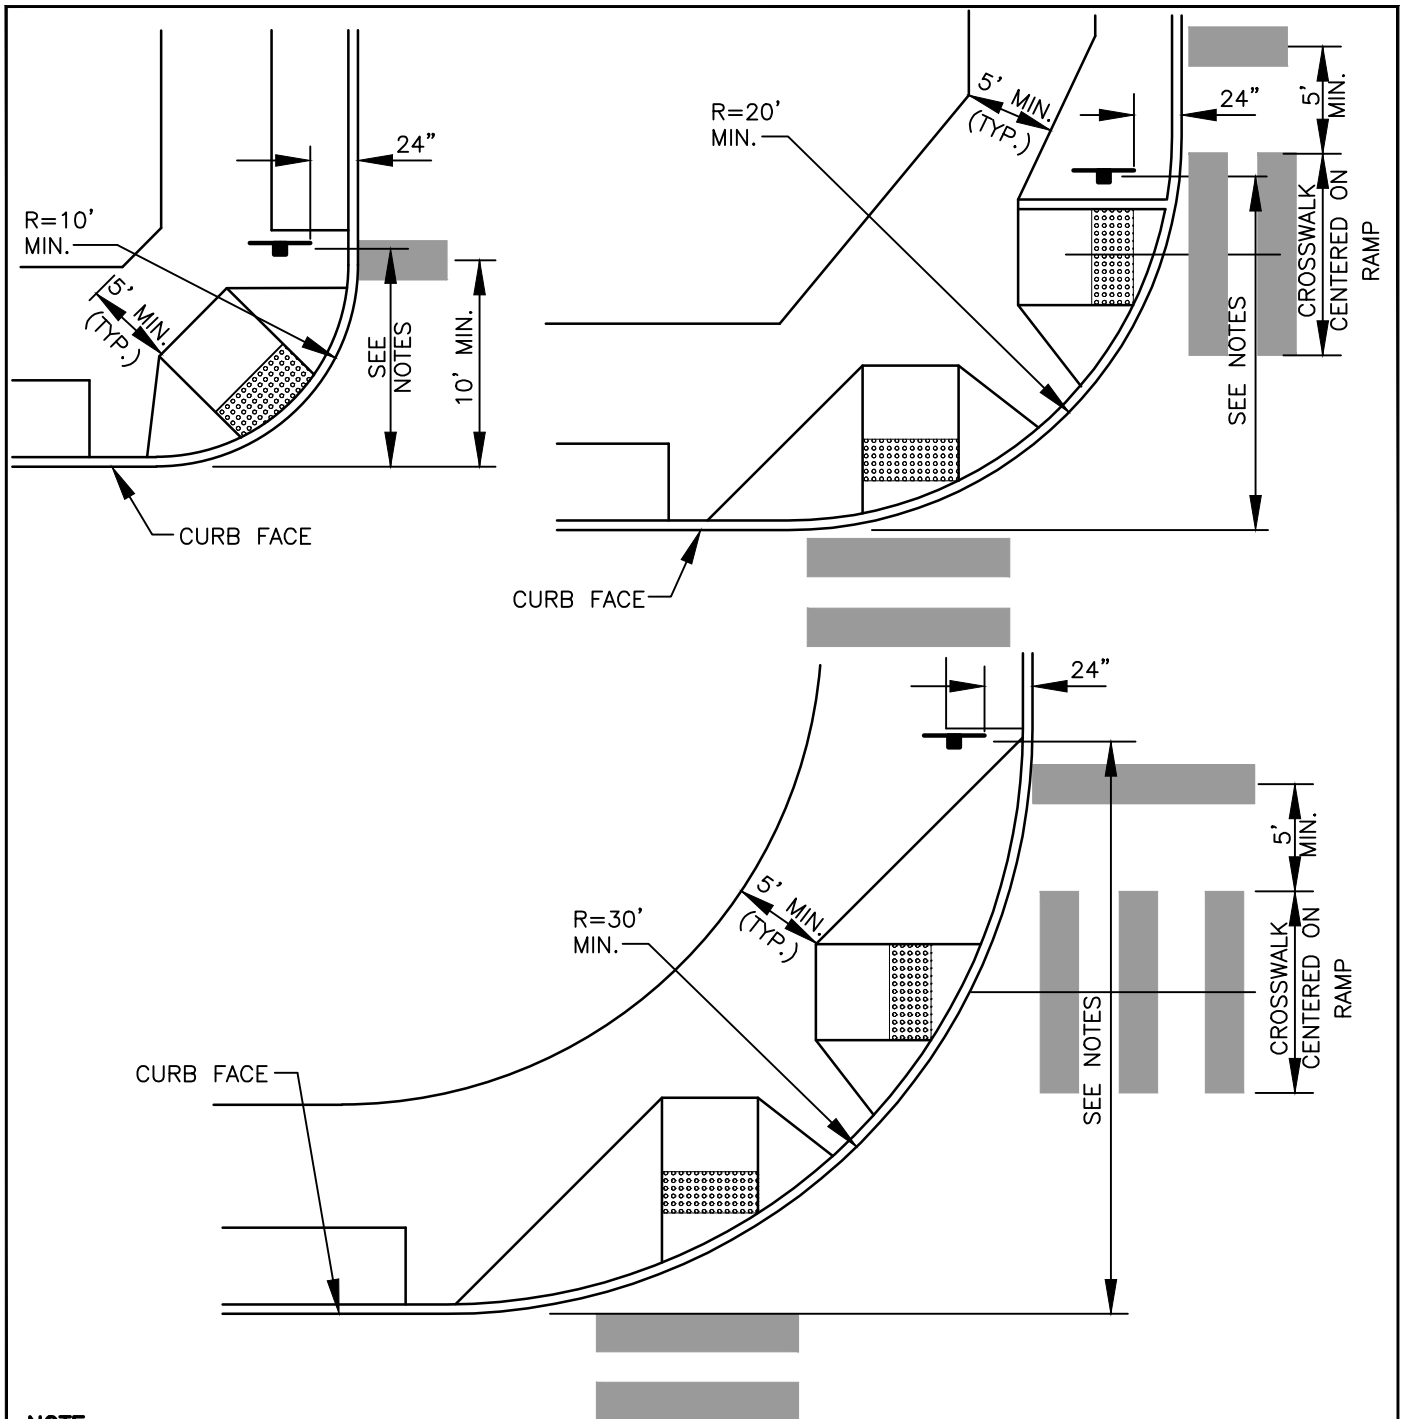 24”
R=10’
MIN.
5’ MIN.
(TYP.)
SEE
NOTES
10’ MIN.
CURB FACE
R=20’
MIN.
5’ MIN.
(TYP.)
24”
5’
MIN.
CROSSWALK
CENTERED ON
RAMP
SEE NOTES
CURB FACE
24”
R=30’
MIN.
5’ MIN.
(TYP.)
5’
MIN.
CROSSWALK
CENTERED ON
RAMP
SEE NOTES
CURB FACE
NOTE